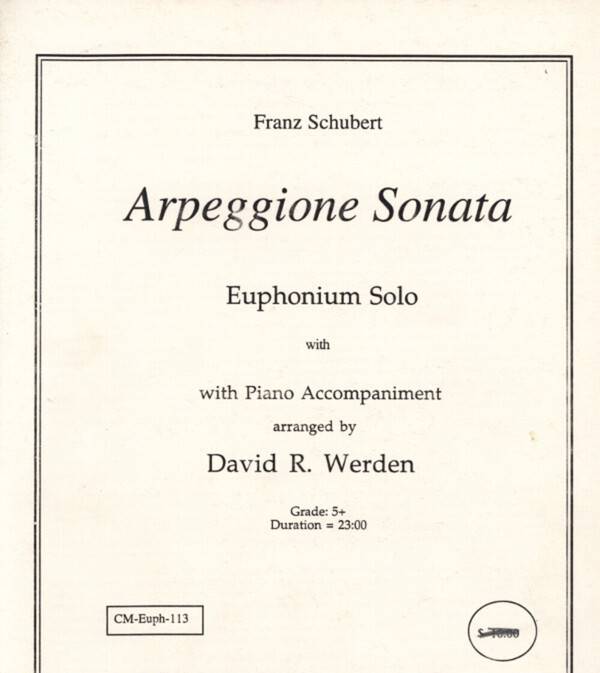 Franz Schubert
Arpeggione Sonata
Euphonium Solo
with
with Piano Accompaniment
arranged by
David R. Werden
Grade: 5+
Duration = 23:00
CM-Euph-113